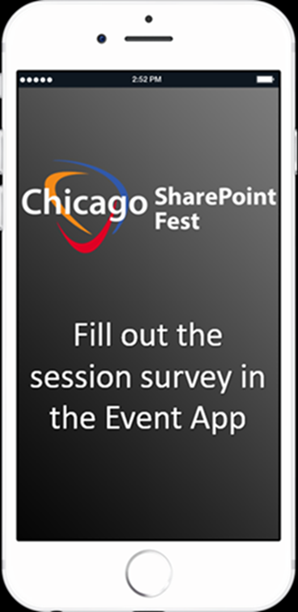 2:52 PM
Chicago SharePoint
Fest
Fill out the
session survey in
the Event App